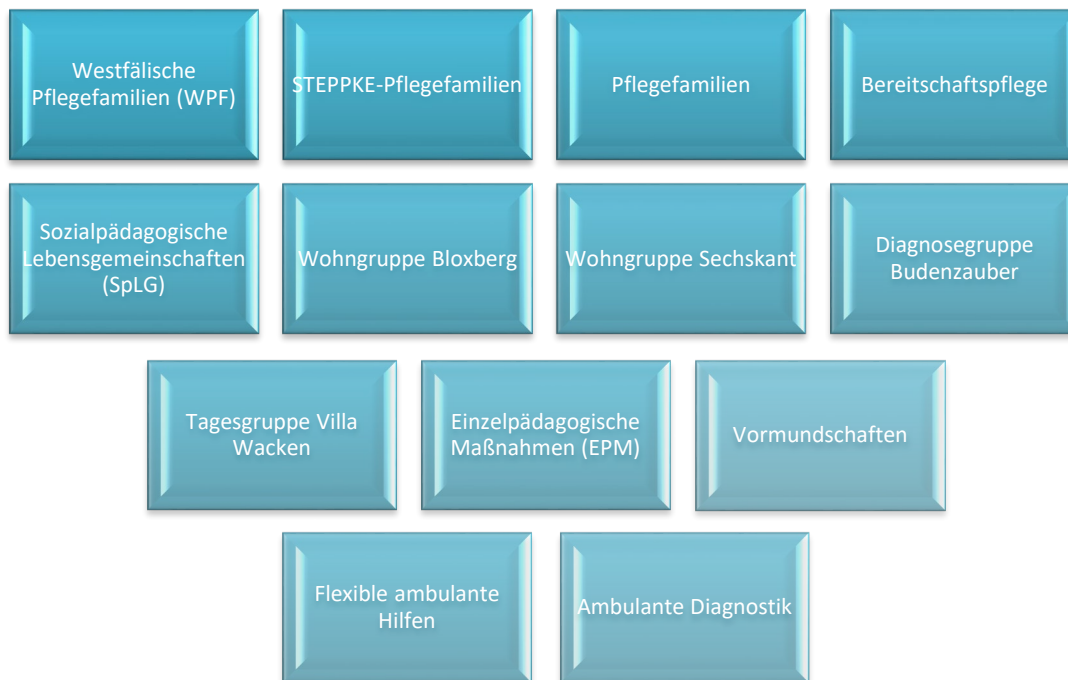 Westfälische
Pflegefamilien (WPF)
STEPPKE-Pflegefamilien
Pflegefamilien
Bereitschaftspflege
Sozialpädagogische
Lebensgemeinschaften
(SpLG)
Wohngruppe Bloxberg
Wohngruppe Sechskant
Diagnosegruppe
Budenzauber
Tagesgruppe Villa
Wacken
Einzelpädagogische
Maßnahmen (EPM)
Vormundschaften
Flexible ambulante
Hilfen
Ambulante Diagnostik